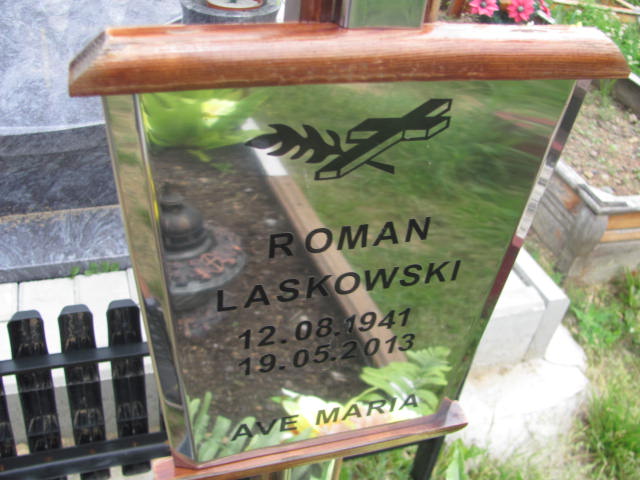 ROMAN
LASKOWSKI
12.08.1941
19.05.2013
AVE MARIA